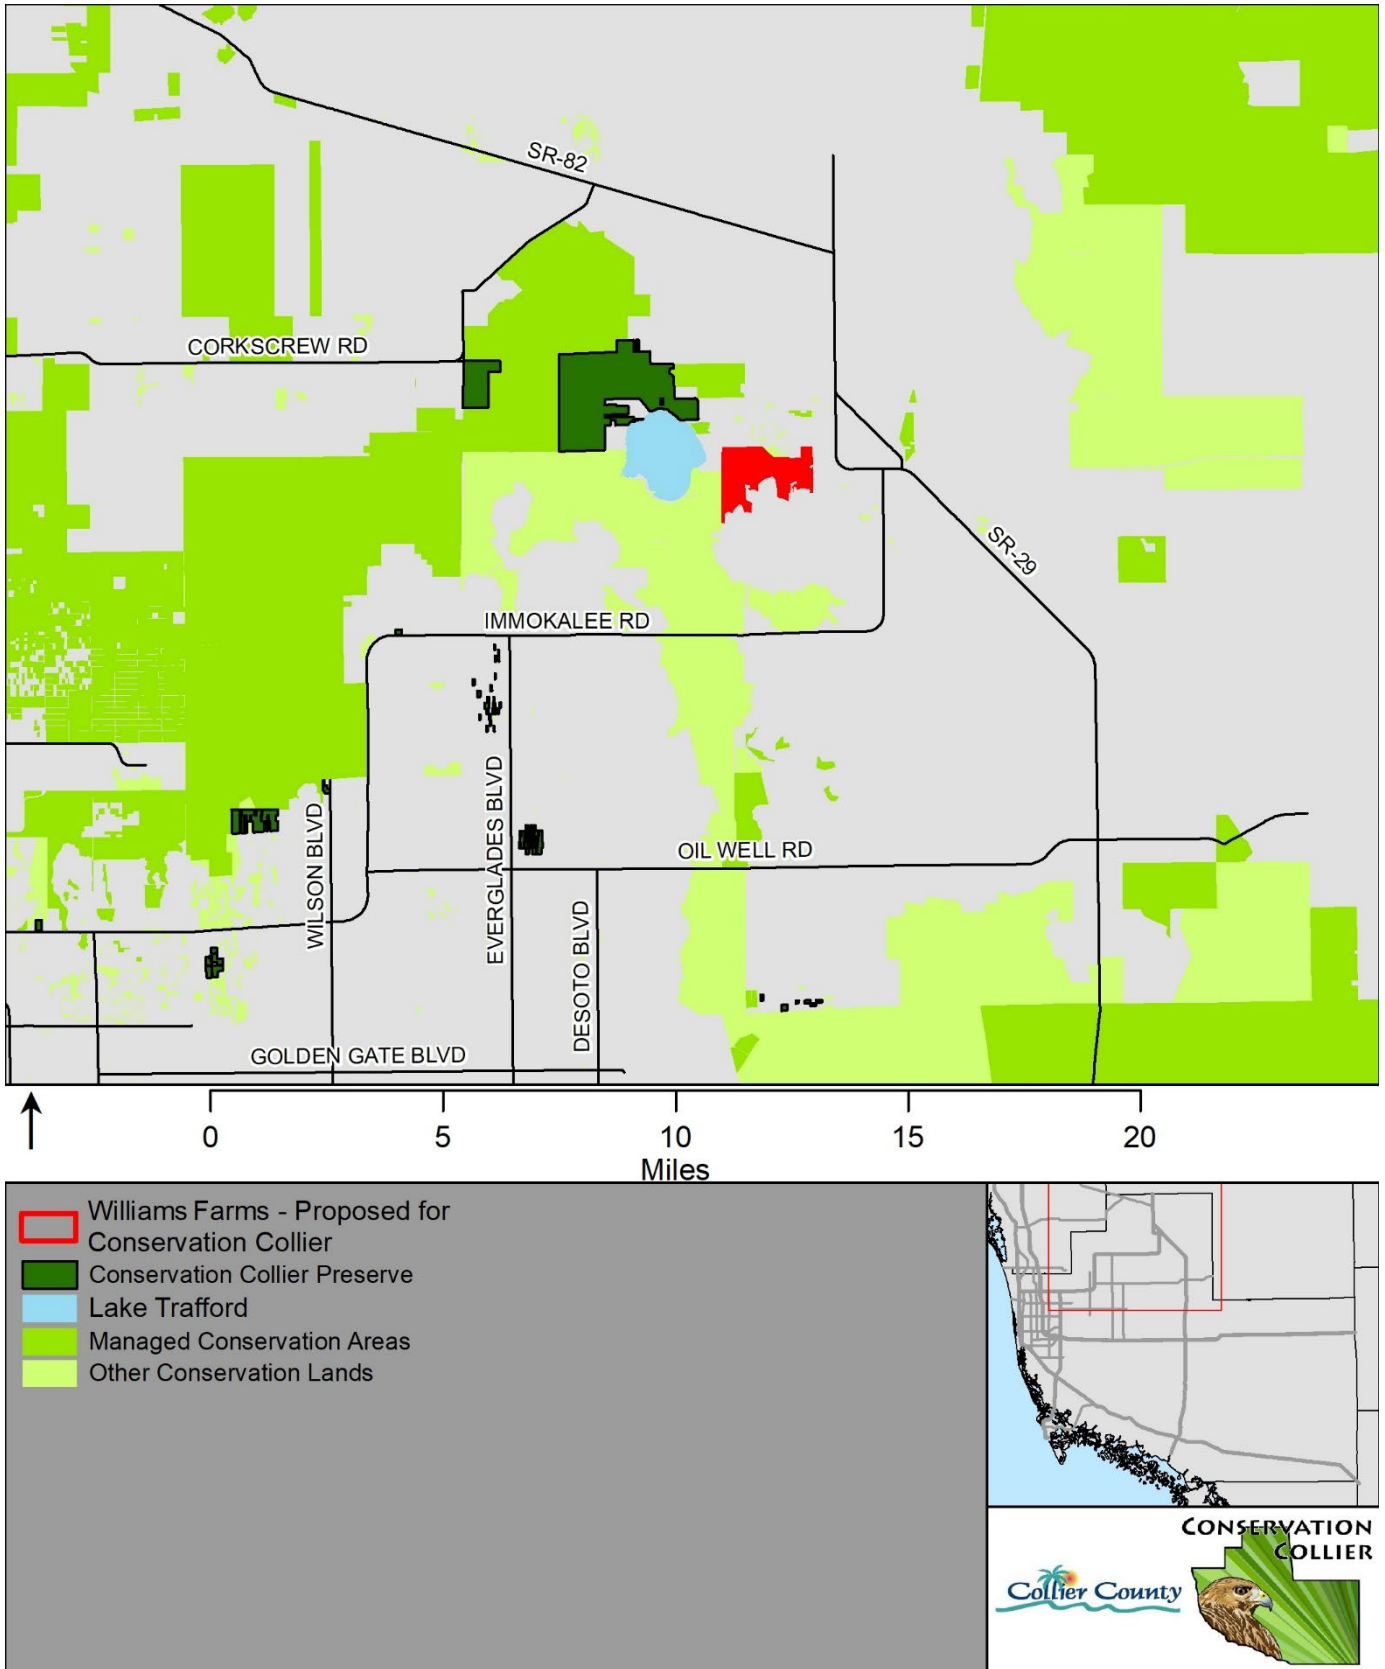 SR-82
CORKSCREW RD
SR-29
IMMOKALEE RD
EVERGLADES BLVD
WILSON BLVD
OIL WELL RD
DESOTO BLVD
GOLDEN GATE BLVD
0 5 10 15 20
Miles
Williams Farms - Proposed for
Conservation Collier
Conservation Collier Preserve
Lake Trafford
Managed Conservation Areas
Other Conservation Lands
CONSERVATION
COLLIER
Collier County